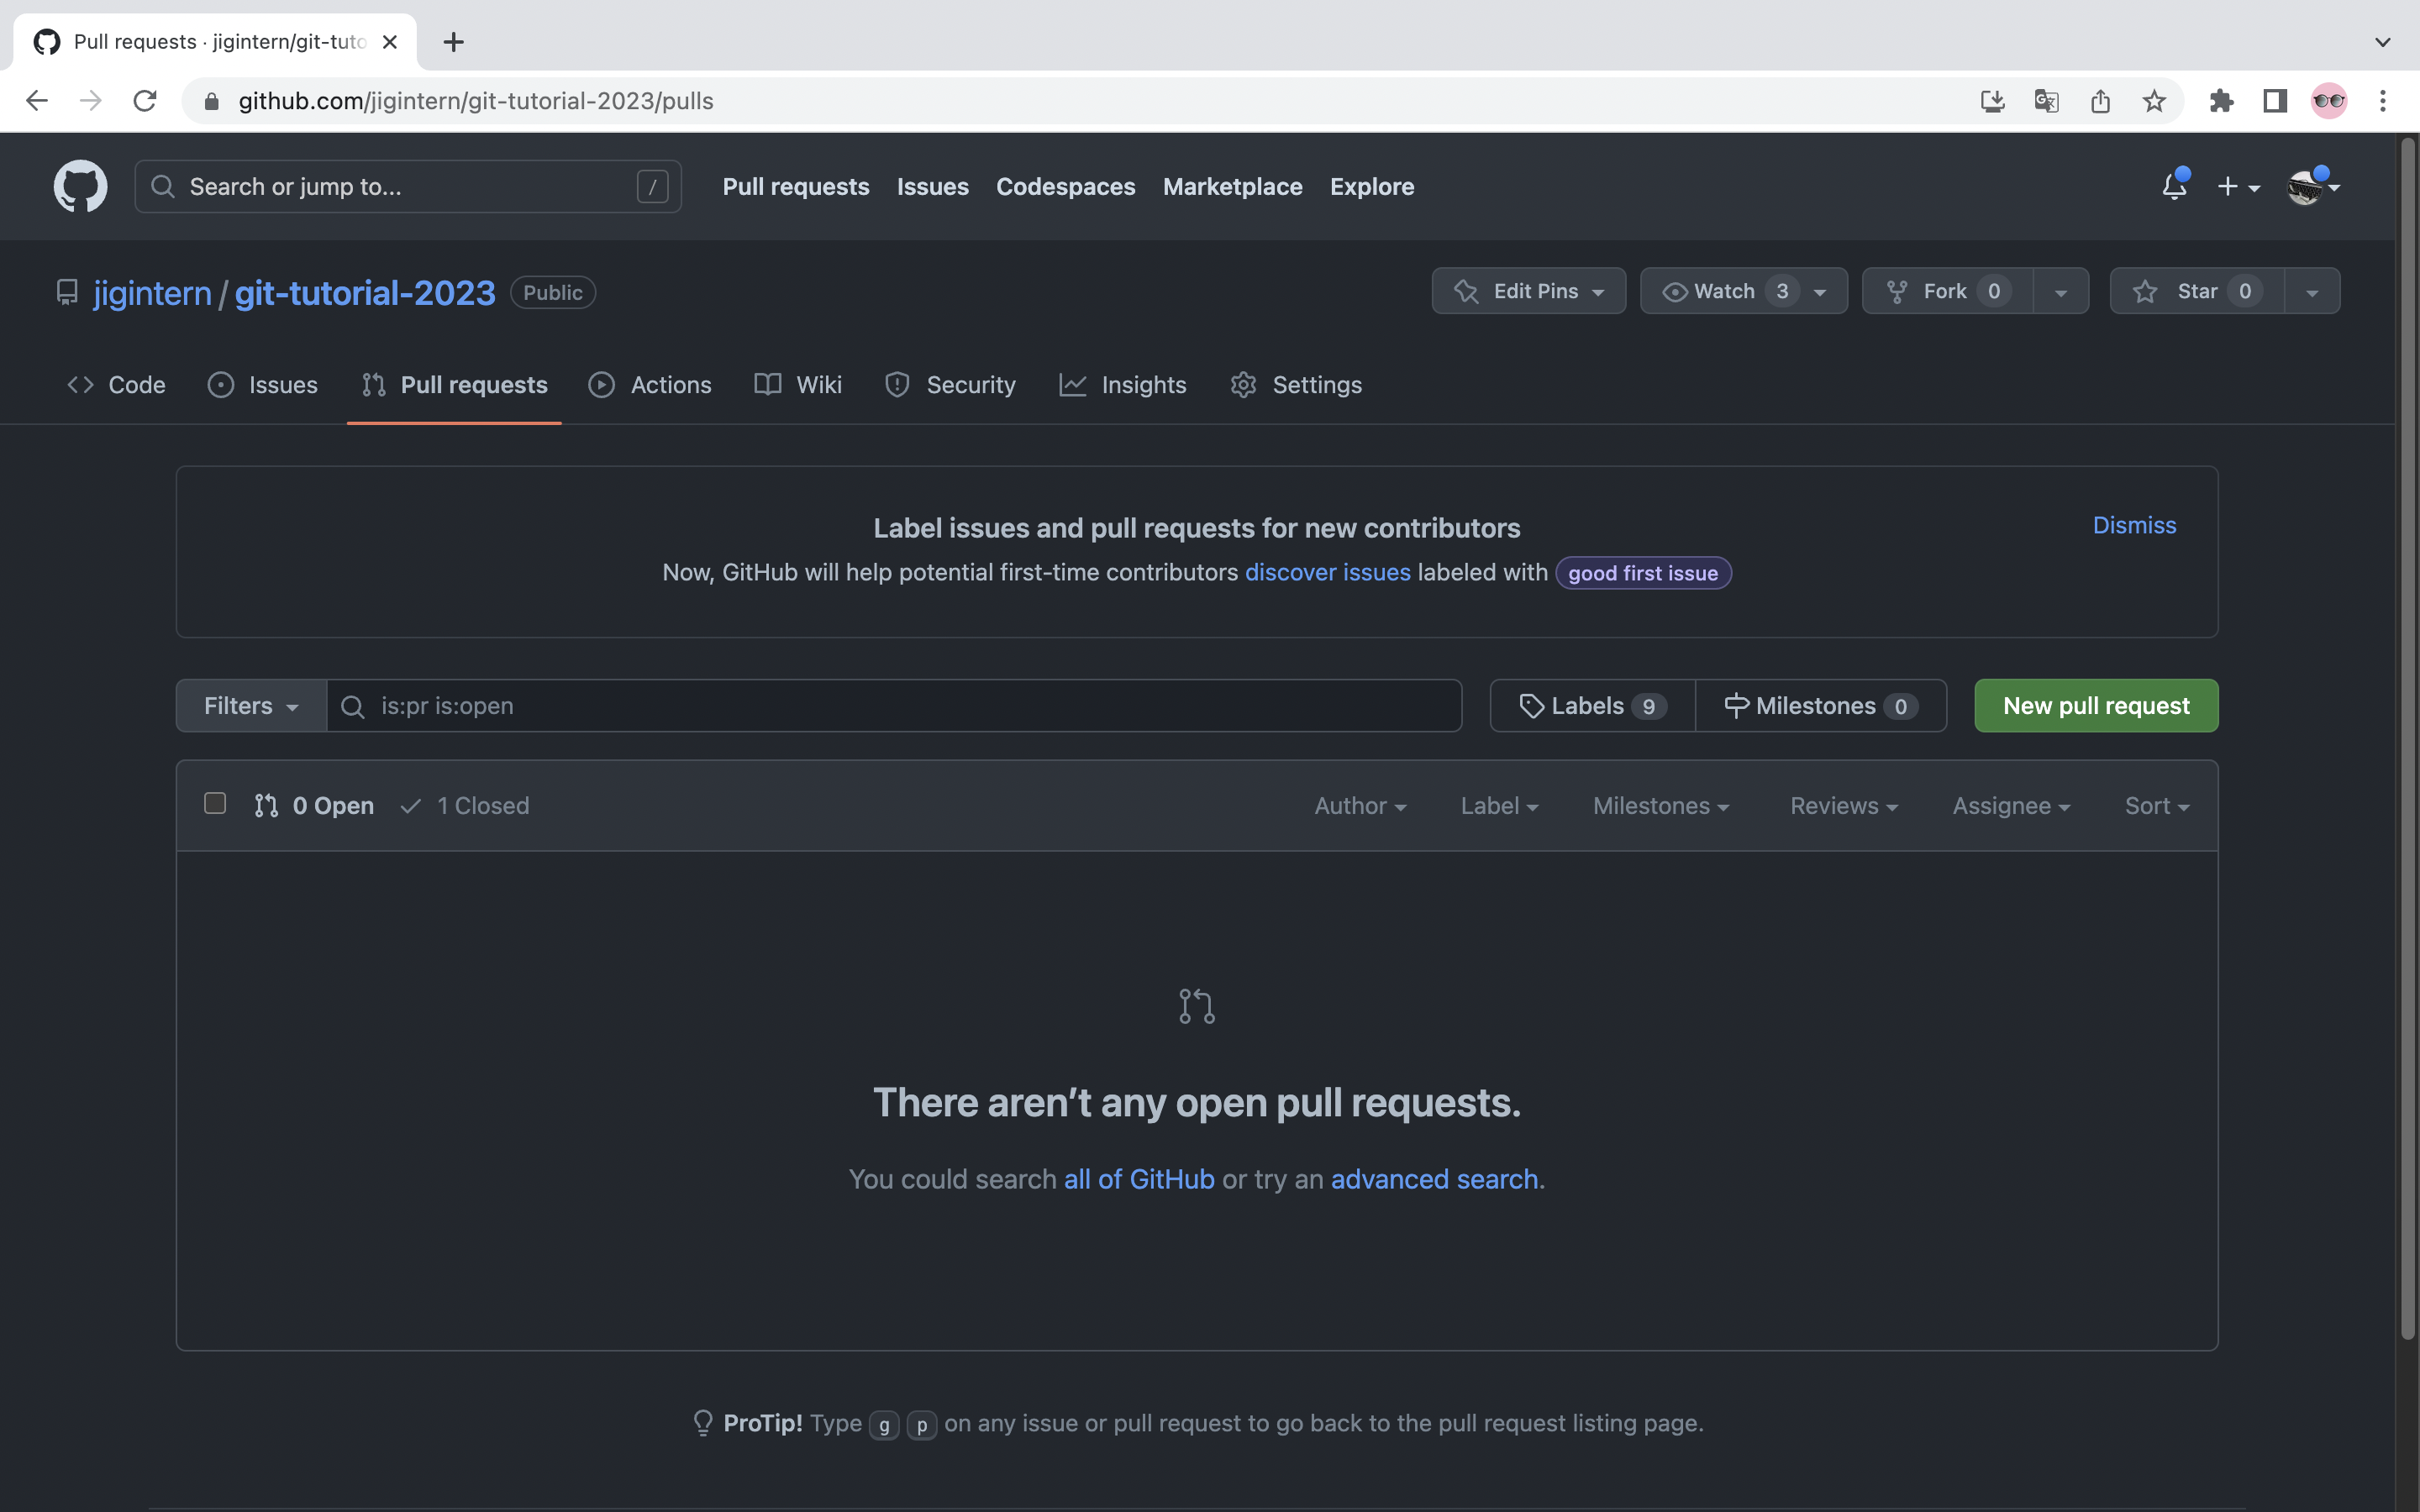 Pull requests · jigintern/git-tuto
github.com/jigintern/git-tutorial-2023/pulls
Search or jump to... /
Pull requests Issues Codespaces Marketplace Explore
jigintern / git-tutorial-2023 Public
Edit Pins Watch 3 Fork 0 Star 0
Code Issues Pull requests Actions Wiki Security Insights Settings
Label issues and pull requests for new contributors
Dismiss
Now, GitHub will help potential first-time contributors discover issues labeled with good first issue
Filters is:pr is:open Labels 9 Milestones 0 New pull request
0 Open 1 Closed Author Label Milestones Reviews Assignee Sort
There aren’t any open pull requests.
You could search all of GitHub or try an advanced search.
ProTip! Type g p on any issue or pull request to go back to the pull request listing page.